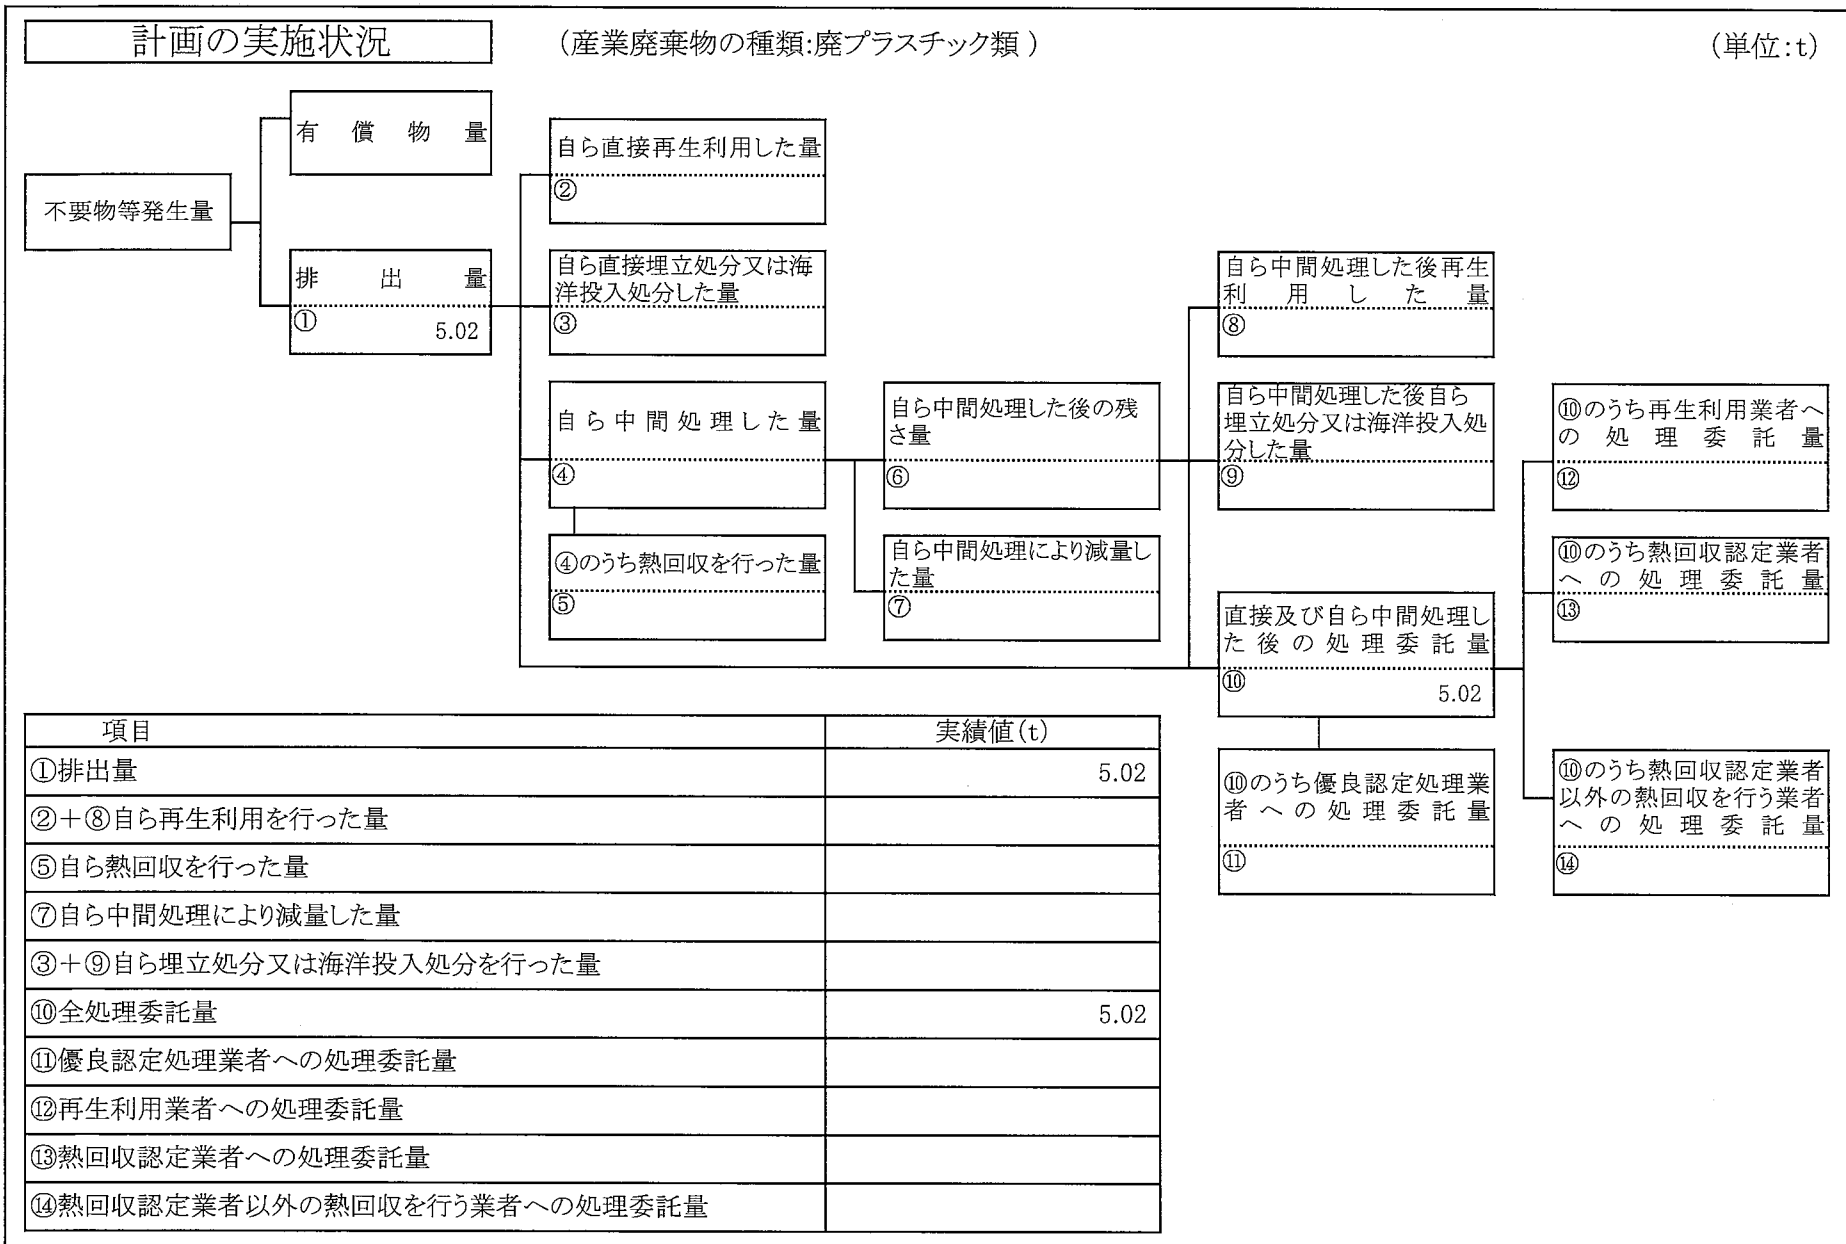 計画の実施状況
(産業廃棄物の種類:廃プラスチック類 )
(単位:t)
不要物等発生量
有償物量
排出量
①
5.02
自ら直接再生利用した量
②
自ら直接埋立処分又は海
洋投入処分した量
③
自ら中間処理した量
④
④のうち熱回収を行った量
⑤
自ら中間処理した後の残
さ量
⑥
自ら中間処理により減量し
た量
⑦
自ら中間処理した後再生
利用した量
⑧
自ら中間処理した後自ら
埋立処分又は海洋投入処
分した量
⑨
直接及び自ら中間処理し
た後の処理委託量
⑩
5.02
⑩のうち優良認定処理業
者への処理委託量
⑪
⑩のうち再生利用業者へ
の処理委託量
⑫
⑩のうち熱回収認定業者
への処理委託量
⑬
⑩のうち熱回収認定業者
以外の熱回収を行う業者
への処理委託量
⑭
項目 実績値(t)
①排出量 5.02
②+⑧自ら再生利用を行った量
⑤自ら熱回収を行った量
⑦自ら中間処理により減量した量
③+⑨自ら埋立処分又は海洋投入処分を行った量
⑩全処理委託量 5.02
⑪優良認定処理業者への処理委託量
⑫再生利用業者への処理委託量
⑬熱回収認定業者への処理委託量
⑭熱回収認定業者以外の熱回収を行う業者への処理委託量